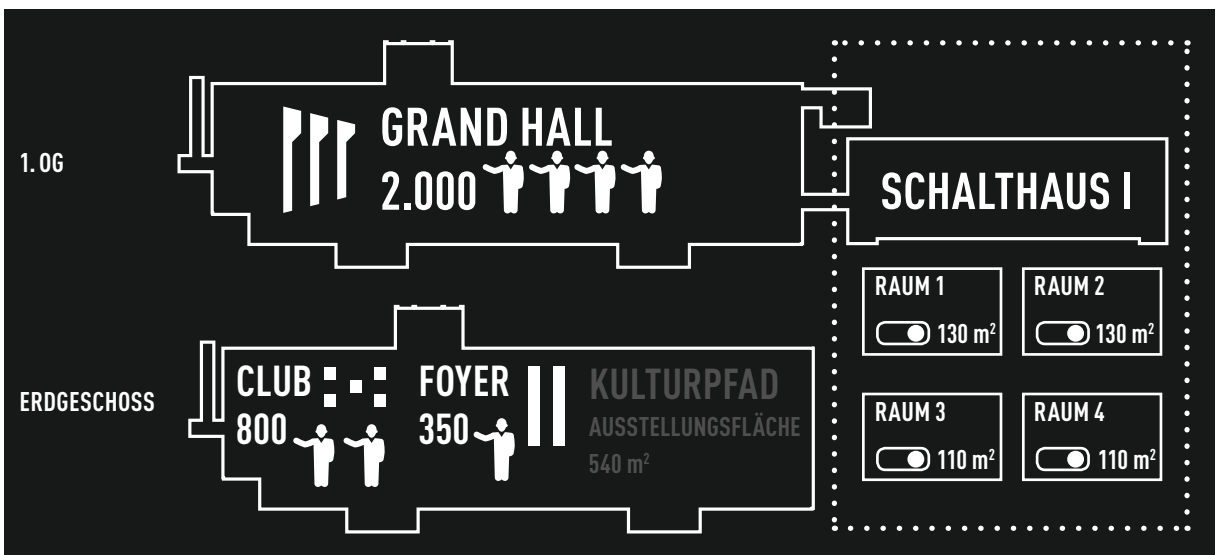 1. OG
GRAND HALL
2.000
SCHALTHAUS I
RAUM 1
130 m²
RAUM 2
130 m²
RAUM 3
110 m²
RAUM 4
110 m²
ERDGESCHOSS
CLUB
800
FOYER
350
KULTURPFAD
AUSSTELLUNGSFLÄCHE
540 m²